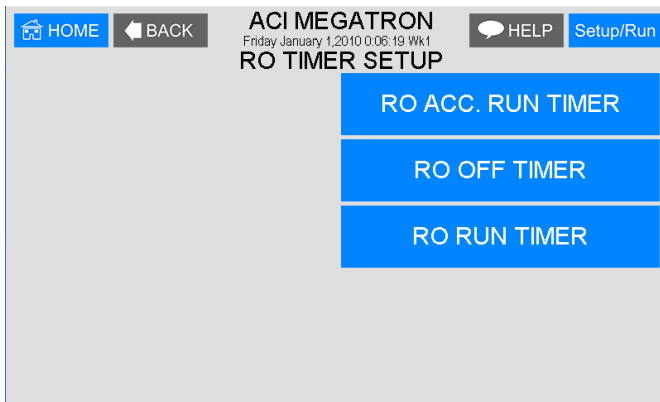 HOME
BACK
ACI MEGATRON
Friday January 1,2010 0:06:19 Wk1
RO TIMER SETUP
HELP
Setup/Run
RO ACC. RUN TIMER
RO OFF TIMER
RO RUN TIMER